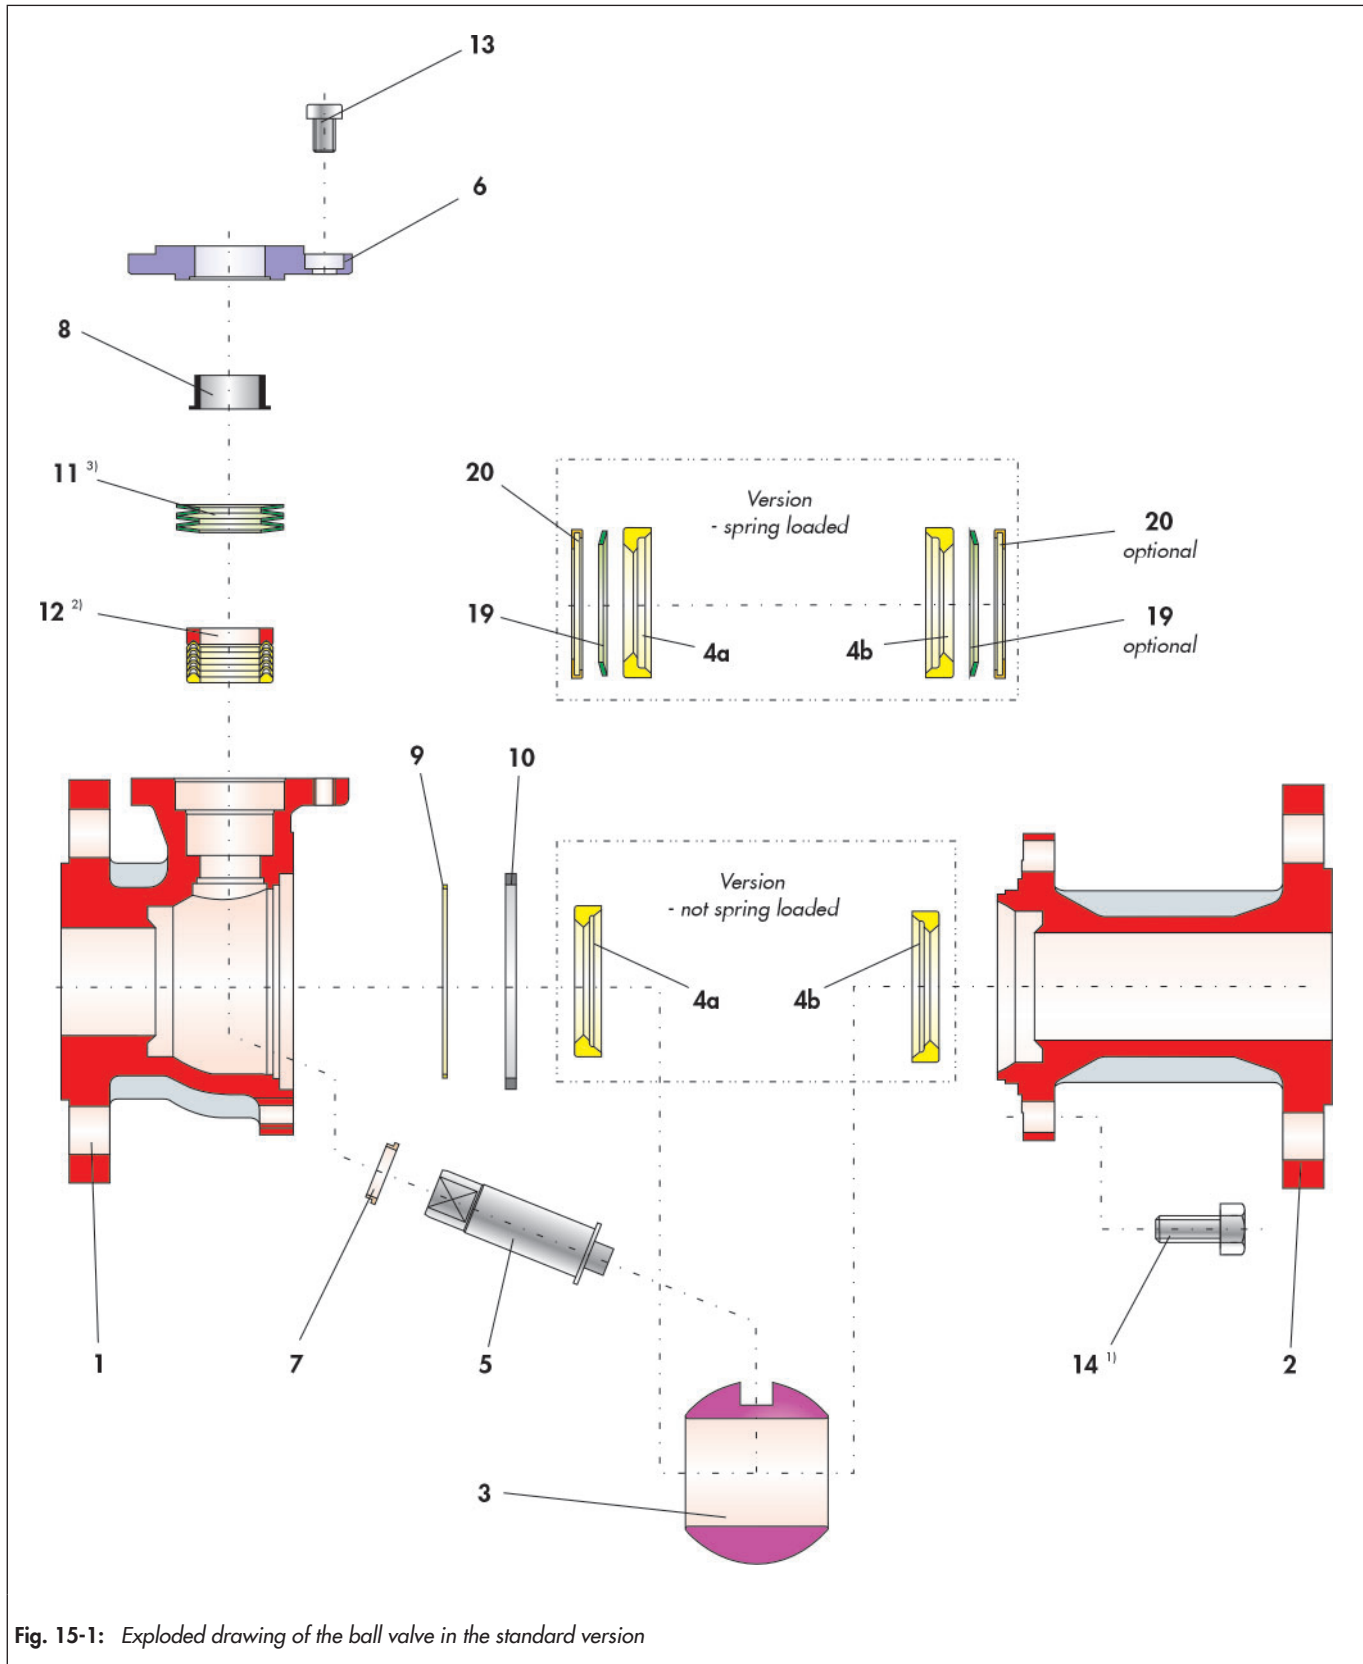 13
6
8
11 3)
20
Version
- spring loaded
20
optional
12 2)
19
4a
4b
19
optional
9
10
Version
- not spring loaded
4a
4b
1
7
5
14 1)
2
3
Fig. 15-1: Exploded drawing of the ball valve in the standard version